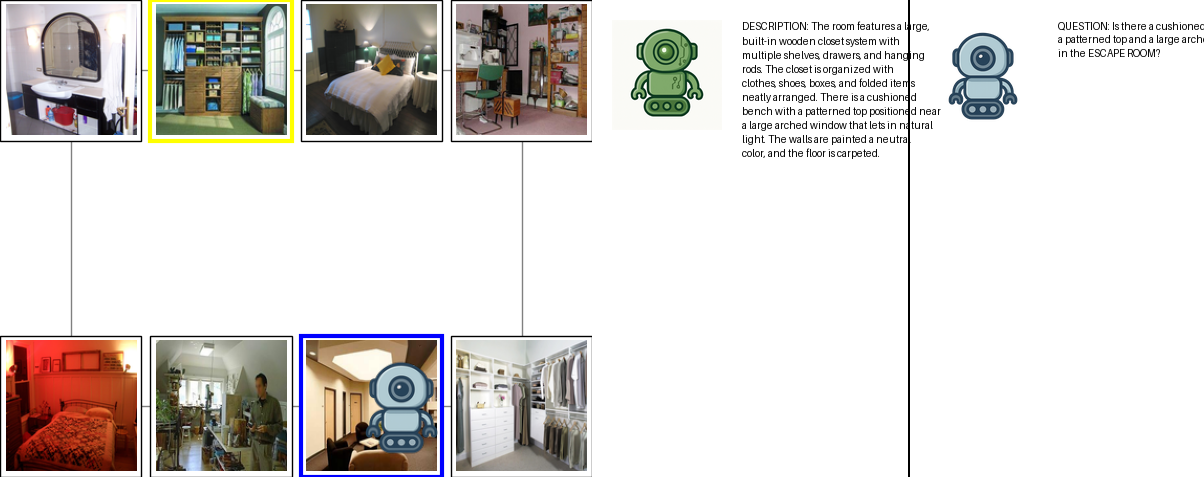 DESCRIPTION: The room features a large,
built-in wooden closet system with
multiple shelves, drawers, and hanging
rods. The closet is organized with
clothes, shoes, boxes, and folded items
neatly arranged. There is a cushioned
bench with a patterned top positioned near
a large arched window that lets in natural
light. The walls are painted a neutral
color, and the floor is carpeted.
QUESTION: Is there a cushioned
a patterned top and a large arche
in the ESCAPE ROOM?